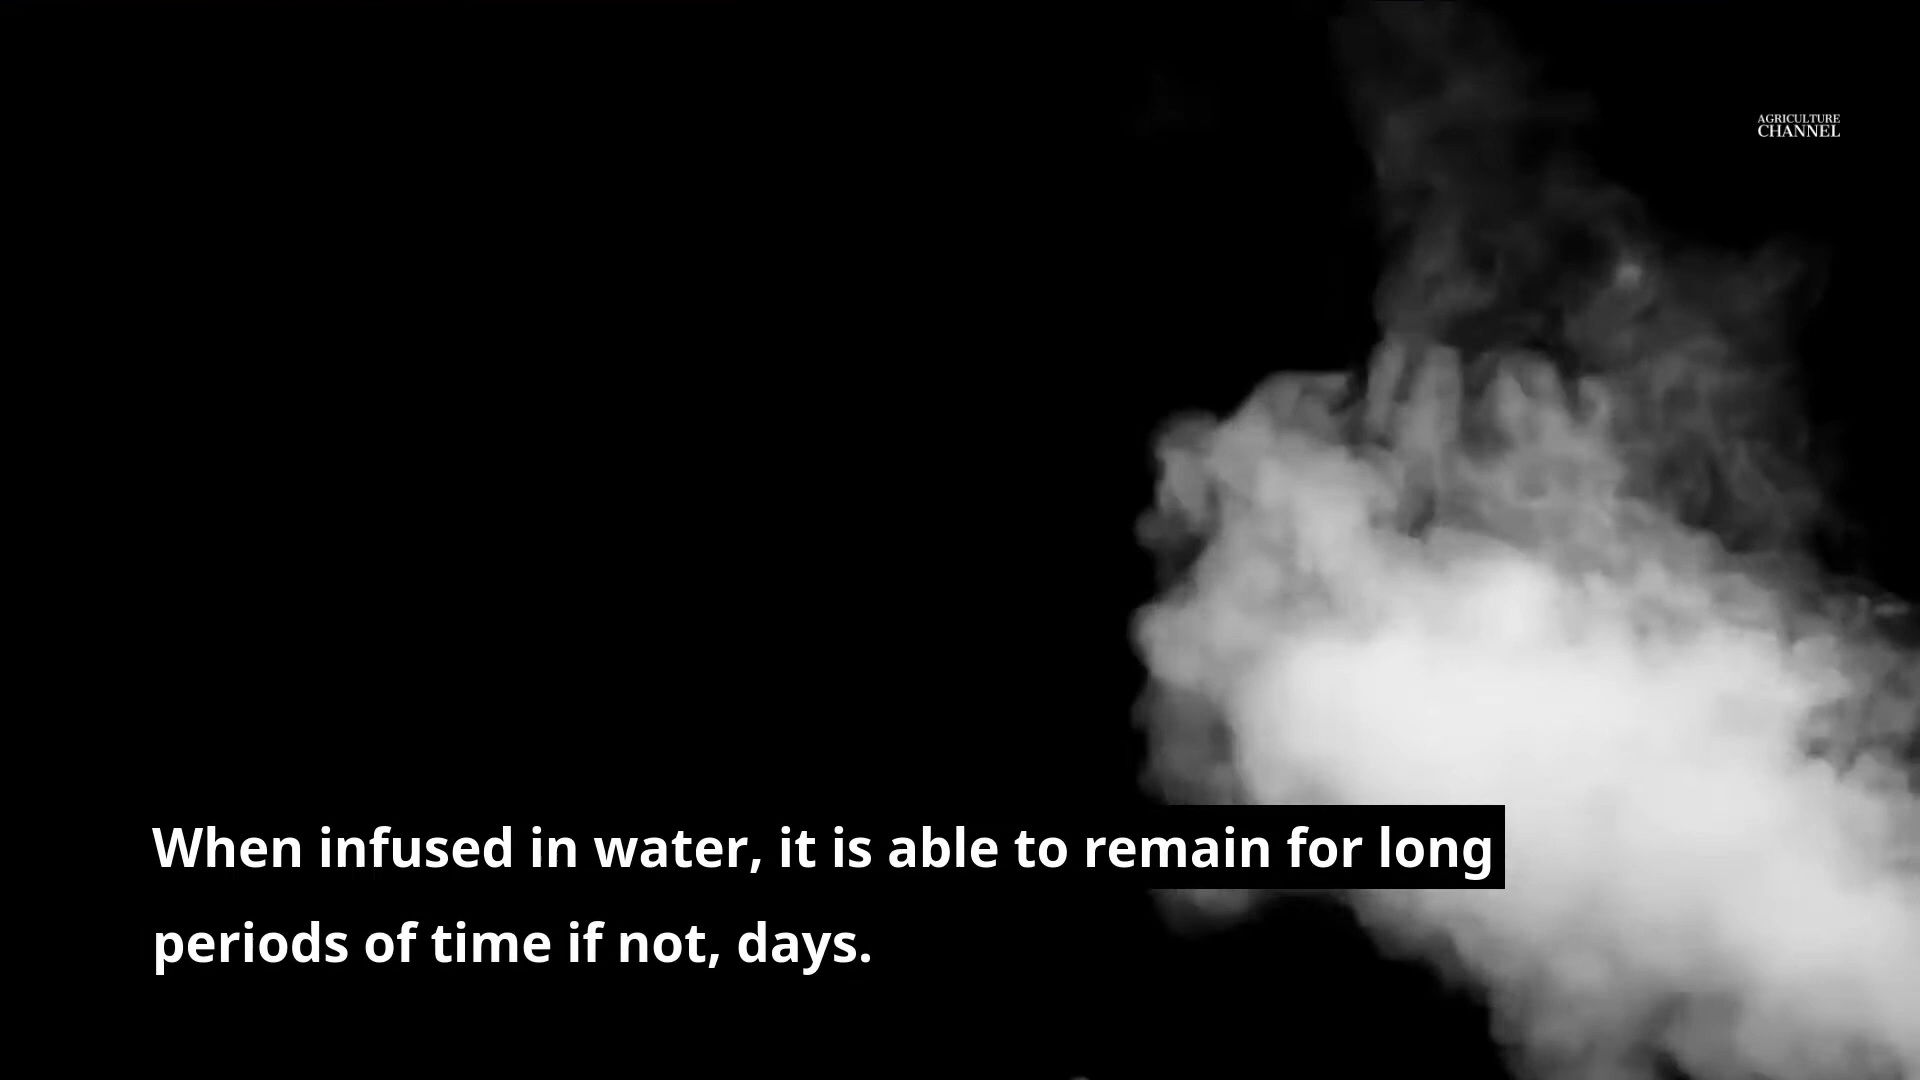 AGRICULTURE
CHANNEL
When infused in water, it is able to remain for long
periods of time if not, days.